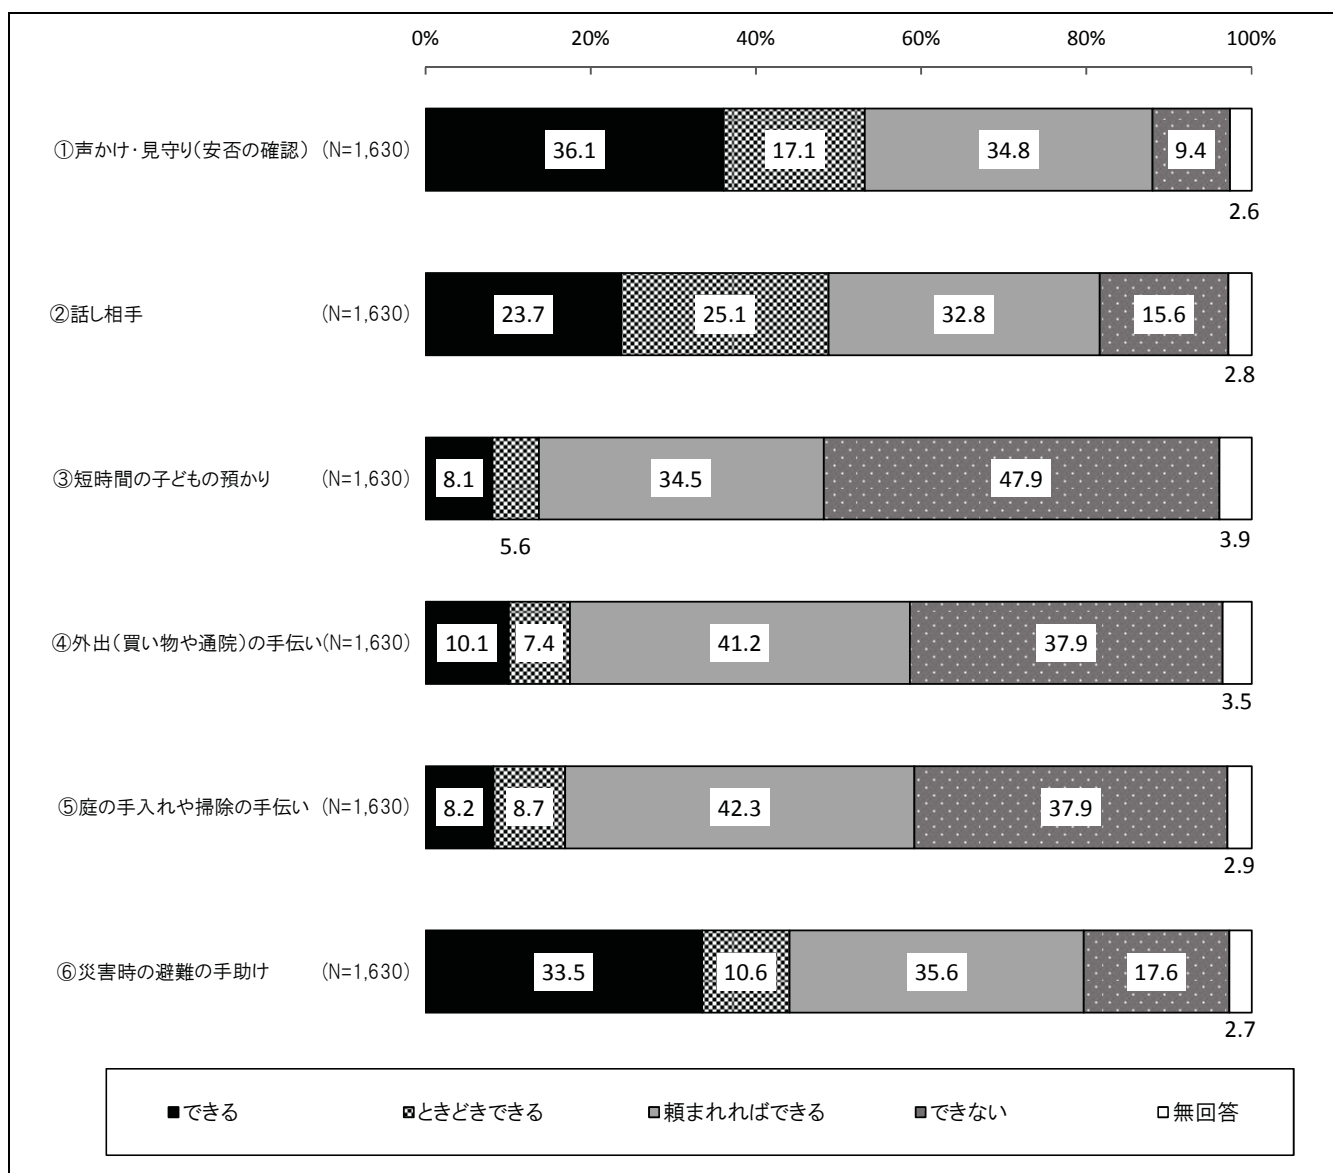 0% 20% 40% 60% 80% 100%
①声かけ・見守り(安否の確認) (N=1,630) 36.1 17.1 34.8 9.4
2.6
②話し相手 (N=1,630) 23.7 25.1 32.8 15.6
2.8
③短時間の子どもの預かり (N=1,630) 8.1 34.5 47.9
5.6 3.9
④外出(買い物や通院)の手伝い(N=1,630) 10.1 7.4 41.2 37.9
3.5
⑤庭の手入れや掃除の手伝い (N=1,630) 8.2 8.7 42.3 37.9
2.9
⑥災害時の避難の手助け (N=1,630) 33.5 10.6 35.6 17.6
2.7
できる ときどきできる 頼まれればできる できない 無回答